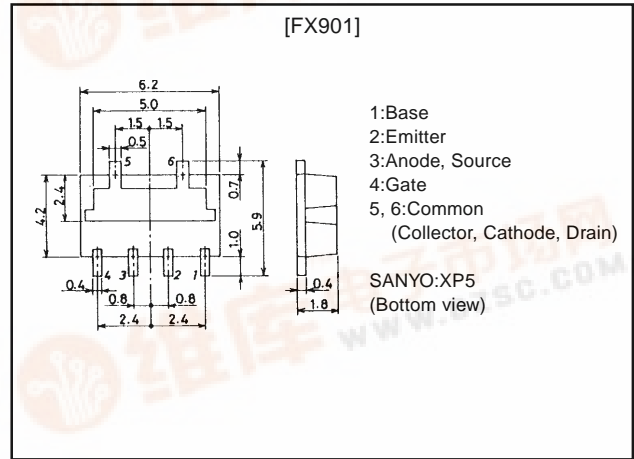 [FX901]
6.2
5.0
1.5 1.5
0.5
5 6
2.4
4.2
0.7
5.9
1.0
4 3 2 1
0.4
0.8 0.8
2.4 2.4
0.4
1.8
1:Base
2:Emitter
3:Anode, Source
4:Gate
5, 6:Common
(Collector, Cathode, Drain)
SANYO:XP5
(Bottom view)